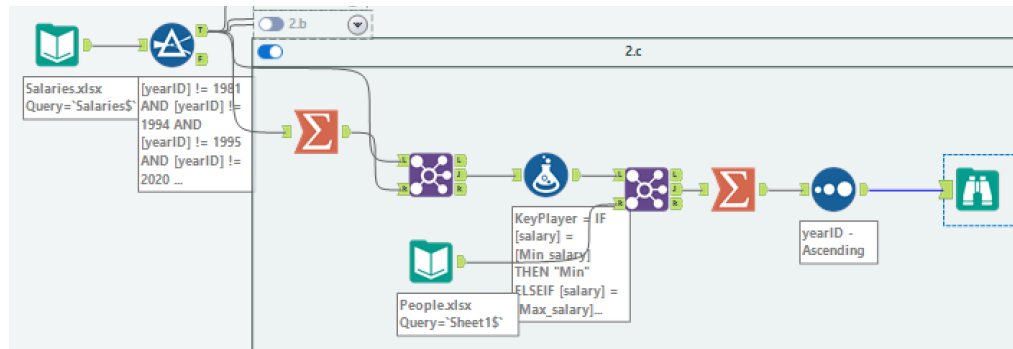 2.b
2.c
T
F
Salaries.xlsx
Query=`Salaries$`
[yearID] != 1981
AND [yearID] !=
1994 AND
[yearID] != 1995
AND [yearID] !=
2020 ...
L
R
L
J
R
L
R
L
J
R
KeyPlayer = IF
[salary] =
[Min_salary]
THEN "Min"
ELSEIF [salary] =
[Max_salary]...
yearID -
Ascending
People.xlsx
Query=`Sheet1$`